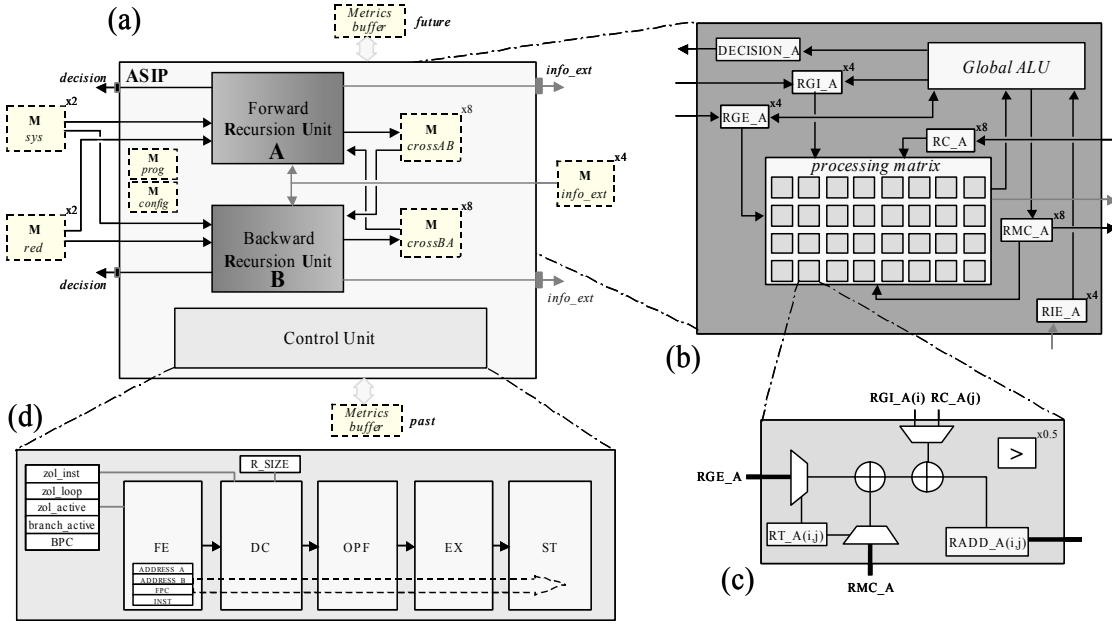 (a)
Metrics
buffer
future
ASIP
decision
info_ext
x2
M
sys
Forward
Recursion Unit
A
x8
M
crossAB
M
prog
M
config
x4
M
info_ext
x2
M
red
Backward
Recursion Unit
B
x8
M
crossBA
decision
info_ext
Control Unit
Metrics
buffer
past
(b)
DECISION_A
Global ALU
RGI_A
x4
RGE_A
x4
RC_A
x8
processing matrix
RMC_A
x8
RIE_A
x4
(c)
RGI_A(i)
RC_A(j)
>
x0.5
RGE_A
RT_A(i,j)
RADD_A(i,j)
RMC_A
(d)
zol_inst
zol_loop
zol_active
branch_active
BPC
R_SIZE
FE
DC
OPF
EX
ST
ADDRESS_A
ADDRESS_B
FPC
INST